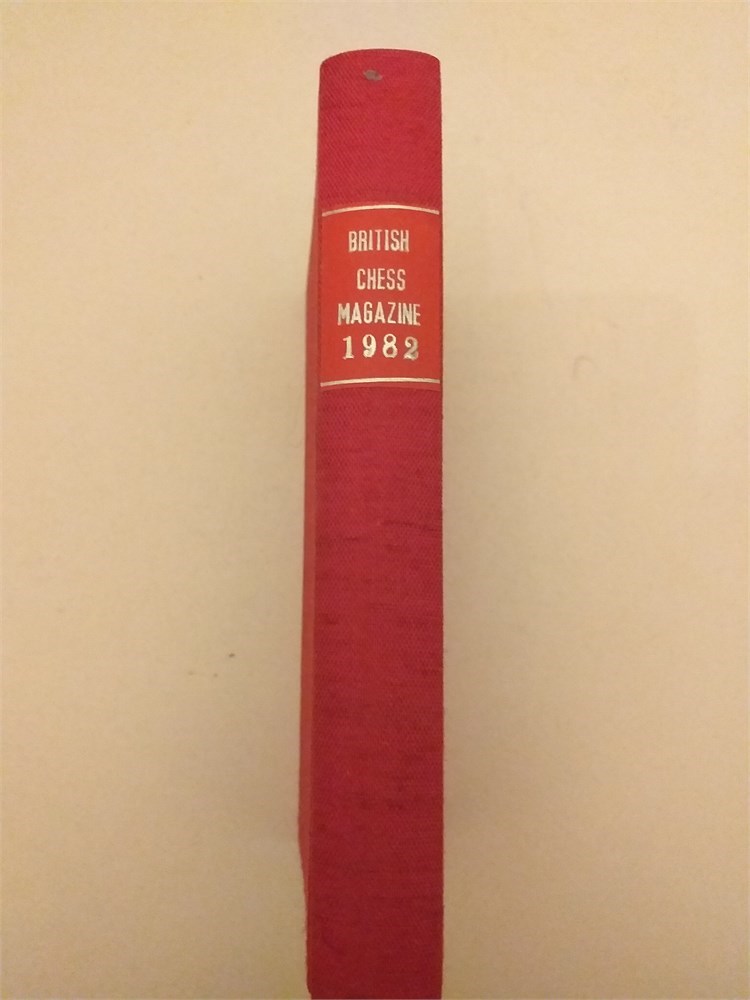 BRITISH
CHESS
MAGAZINE
1982